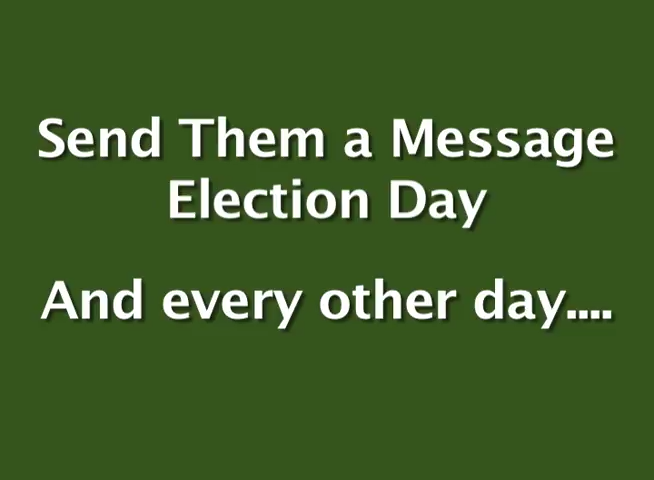 Send Them a Message
Election Day
And every other day....